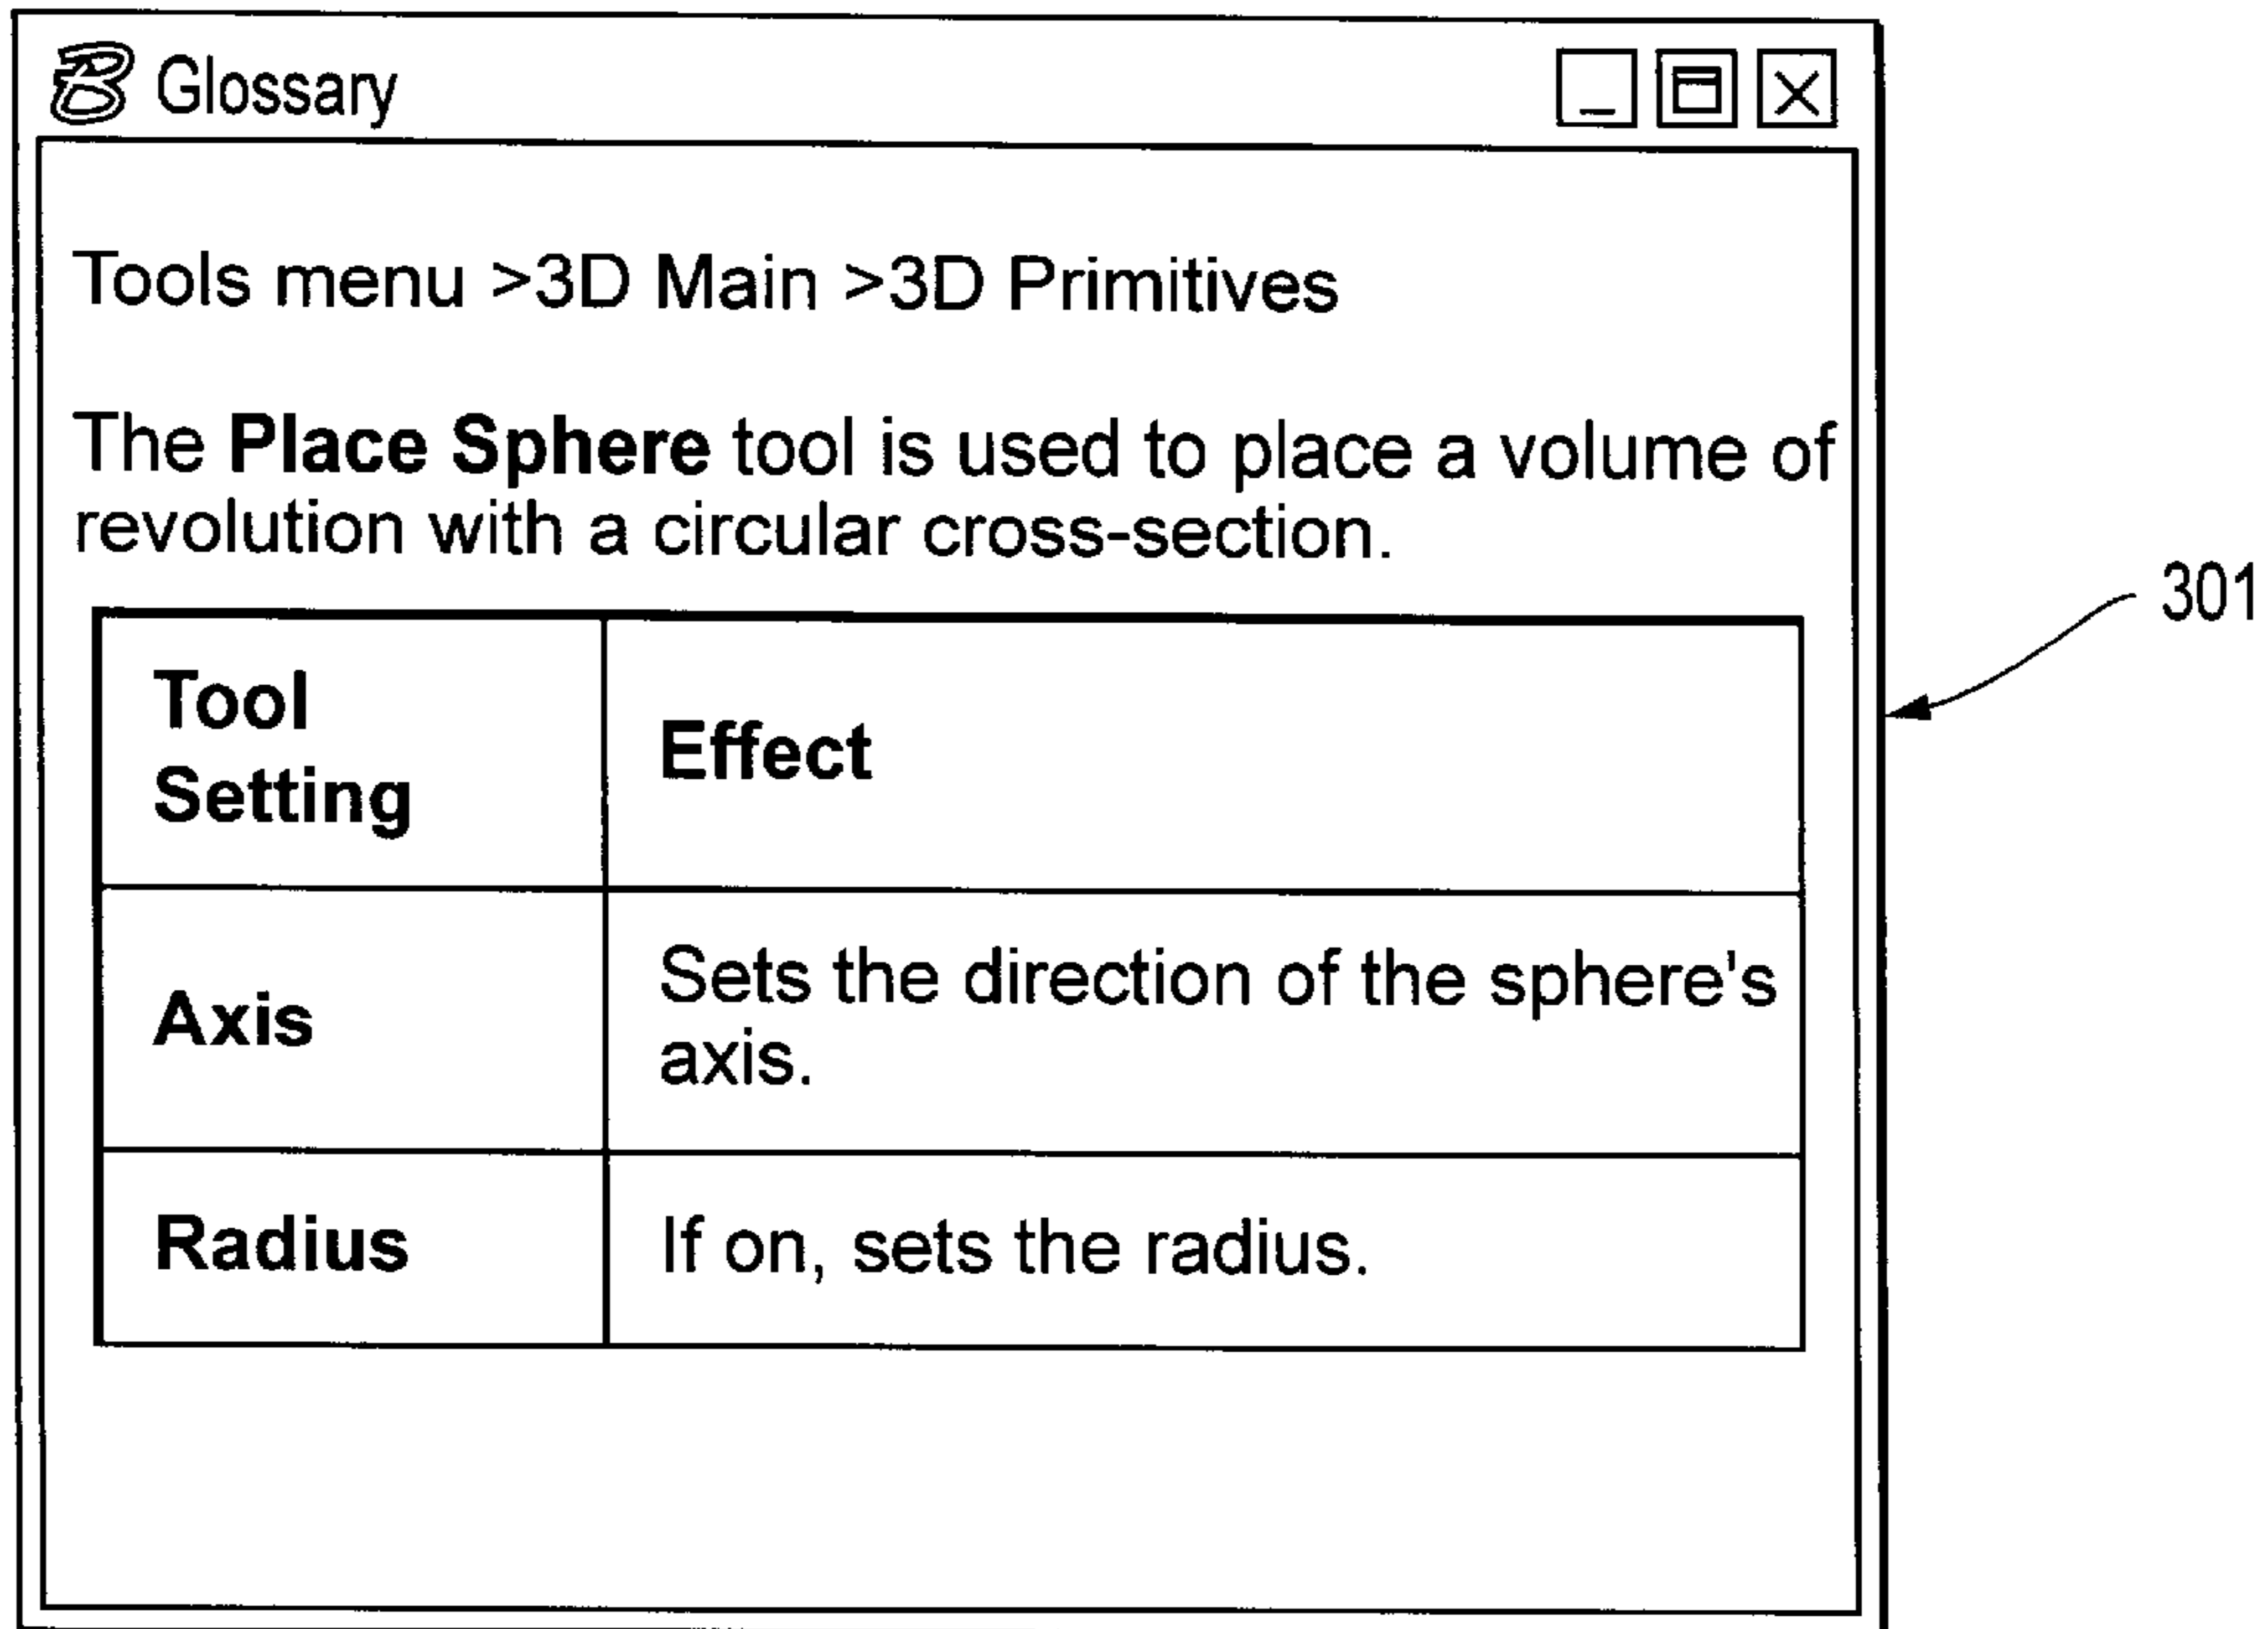 B Glossary
Tools menu >3D Main >3D Primitives
The Place Sphere tool is used to place a volume of
revolution with a circular cross-section.
301
Tool
Setting
Effect
Axis
Sets the direction of the sphere's
axis.
Radius
If on, sets the radius.